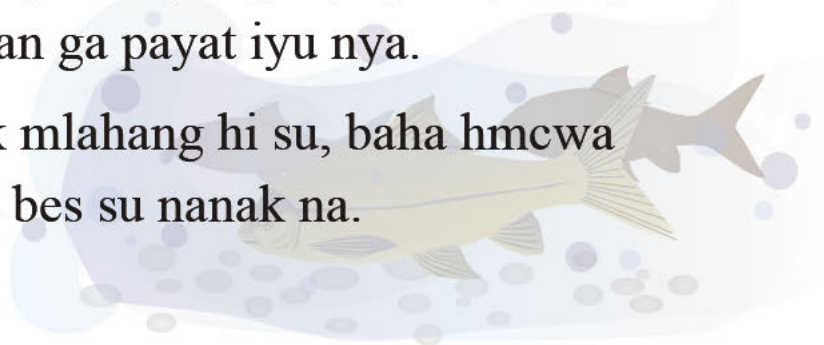 an ga payat iyu nya.
mlahang hi su, baha hmcwa
bes su nanak na.